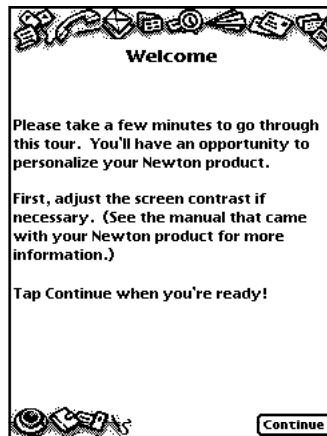 Welcome
Please take a few minutes to go through
this tour. You'll have an opportunity to
personalize your Newton product.
First, adjust the screen contrast if
necessary. (See the manual that came
with your Newton product for more
information.)
Tap Continue when you're ready!
Continue